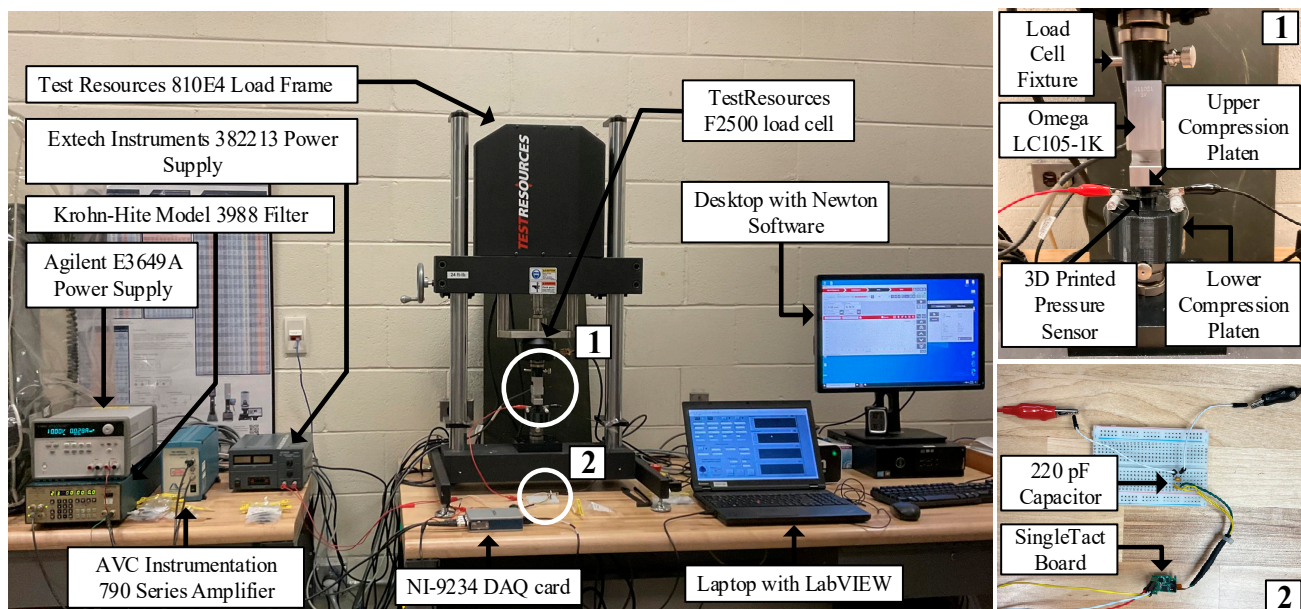 Test Resources 810E4 Load Frame
Extech Instruments 382213 Power
Supply
Krohn-Hite Model 3988 Filter
Agilent E3649A
Power Supply
TestResources
F2500 load cell
Desktop with Newton
Software
TESTRESOURCES
1
2
AVC Instrumentation
790 Series Amplifier
NI-9234 DAQ card
Laptop with LabVIEW
1
Load
Cell
Fixture
Omega
LC105-1K
Upper
Compression
Platen
3D Printed
Pressure
Sensor
Lower
Compression
Platen
220 pF
Capacitor
SingleTact
Board
2